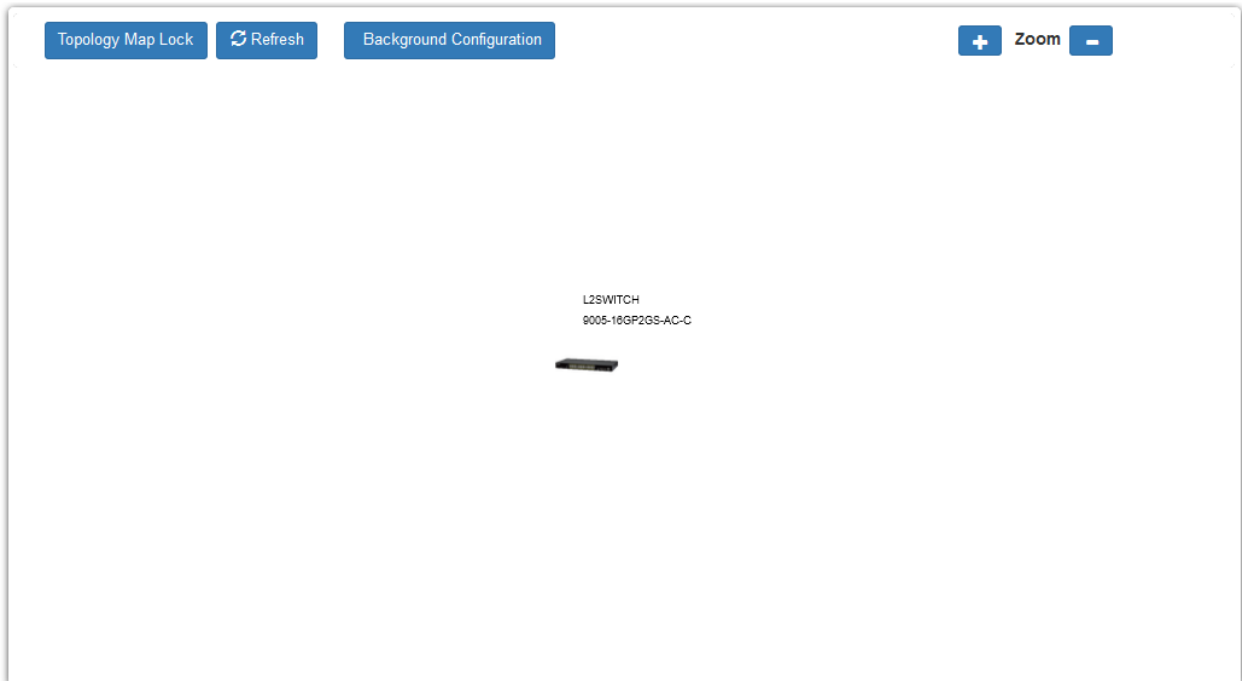 Topology Map Lock Refresh Background Configuration Zoom
L2SWITCH
9005-16GP2GS-AC-C